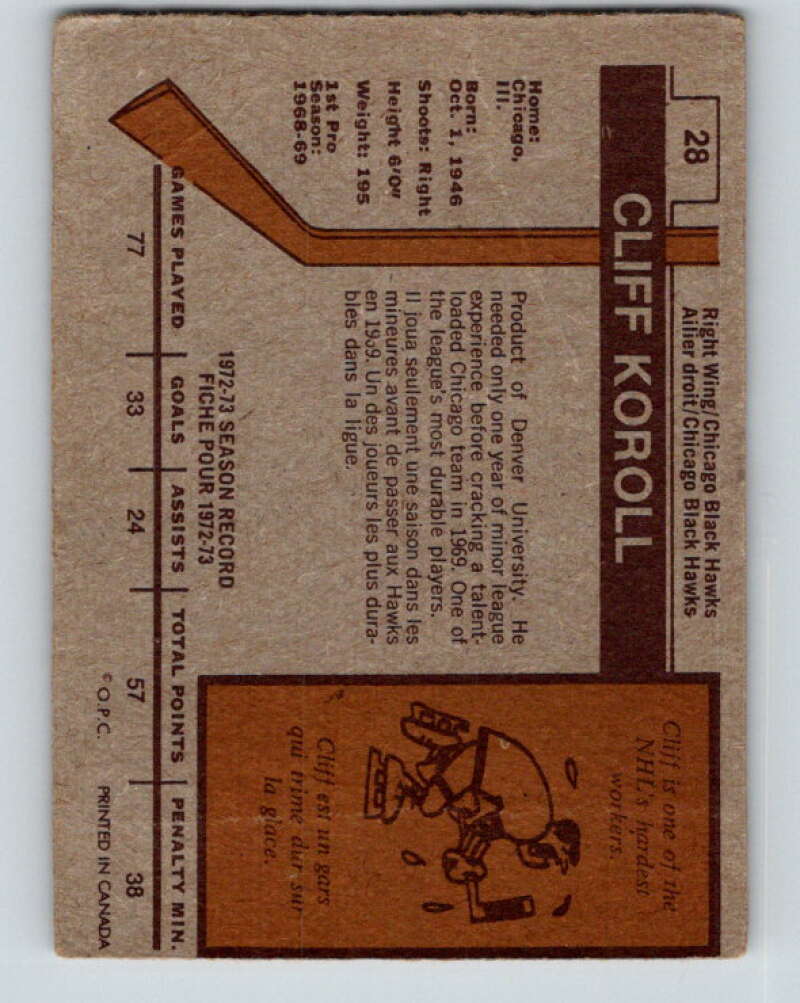 28
Right Wing/Chicago Black Hawks
Ailier droit/Chicago Black Hawks
CLIFF KOROLL
Home:
Chicago,
Ill.
Born:
Oct. 1, 1946
Shoots: Right
Height 6'0"
Weight: 195
1st Pro
Season:
1968-69
Product of Denver University. He
needed only one year of minor league
experience before cracking a talent-
loaded Chicago team in 1969. One of
the league's most durable players.
Il joua seulement une saison dans les
mineures avant de passer aux Hawks
en 1969. Un des joueurs les plus dura-
bles dans la ligue.
Cliff is one of the
NHL's hardest
workers.
Cliff est un gars
qui trime dur sur
la glace.
1972-73 SEASON RECORD
FICHE POUR 1972-73
GAMES PLAYED GOALS ASSISTS TOTAL POINTS PENALTY MIN.
77 33 24 57 38
© O.P.C. PRINTED IN CANADA